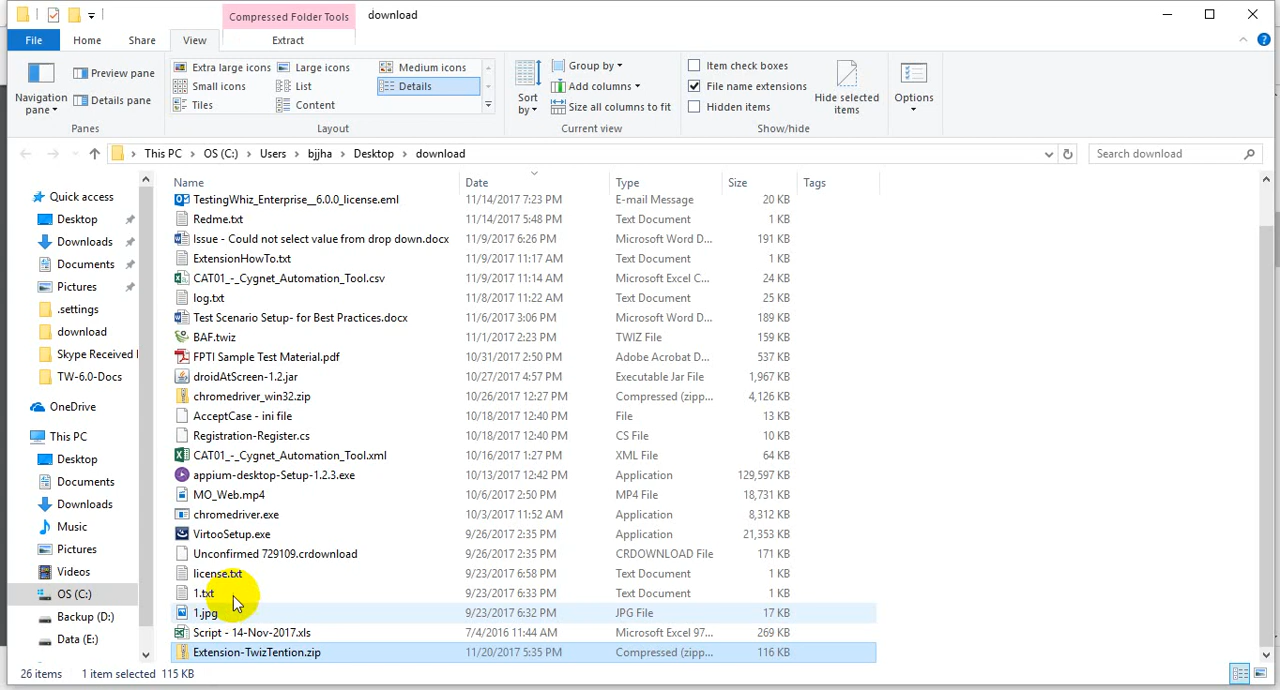 Compressed Folder Tools download
File Home Share View Extract
Navigation pane
Preview pane
Details pane
Panes
Extra large icons Large icons Medium icons
Small icons List Details
Tiles Content
Layout
Sort by
Group by
Add columns
Size all columns to fit
Current view
Item check boxes
File name extensions
Hidden items
Hide selected items
Show/hide
Options
This PC OS (C:) Users bjjha Desktop download
Search download
Quick access
Desktop
Downloads
Documents
Pictures
.settings
download
Skype Received
TW-6.0-Docs
OneDrive
This PC
Desktop
Documents
Downloads
Music
Pictures
Videos
OS (C:)
Backup (D:)
Data (E:)
Name Date Type Size Tags
TestingWhiz_Enterprise__6.0.0_license.eml 11/14/2017 7:23 PM E-mail Message 20 KB
Redme.txt 11/14/2017 5:48 PM Text Document 1 KB
Issue - Could not select value from drop down.docx 11/9/2017 6:26 PM Microsoft Word D... 191 KB
ExtensionHowTo.txt 11/9/2017 11:17 AM Text Document 1 KB
CAT01_-_Cygnet_Automation_Tool.csv 11/9/2017 11:14 AM Microsoft Excel C... 24 KB
log.txt 11/8/2017 11:22 AM Text Document 25 KB
Test Scenario Setup- for Best Practices.docx 11/6/2017 3:06 PM Microsoft Word D... 189 KB
BAF.twiz 11/1/2017 2:23 PM TWIZ File 159 KB
FPTI Sample Test Material.pdf 10/31/2017 2:50 PM Adobe Acrobat D... 537 KB
droidAtScreen-1.2.jar 10/27/2017 4:57 PM Executable Jar File 1,967 KB
chromedriver_win32.zip 10/26/2017 12:27 PM Compressed (zipp... 4,126 KB
AcceptCase - ini file 10/18/2017 12:40 PM File 13 KB
Registration-Register.cs 10/18/2017 12:40 PM CS File 10 KB
CAT01_-_Cygnet_Automation_Tool.xml 10/16/2017 1:27 PM XML File 64 KB
appium-desktop-Setup-1.2.3.exe 10/13/2017 12:42 PM Application 129,597 KB
MO_Web.mp4 10/6/2017 2:50 PM MP4 File 18,731 KB
chromedriver.exe 10/3/2017 11:52 AM Application 8,312 KB
VirtooSetup.exe 9/26/2017 2:35 PM Application 21,353 KB
Unconfirmed 729109.crdownload 9/26/2017 2:35 PM CRDOWNLOAD File 171 KB
license.txt 9/23/2017 6:58 PM Text Document 1 KB
1.txt 9/23/2017 6:33 PM Text Document 1 KB
1.jpg 9/23/2017 6:32 PM JPG File 17 KB
Script - 14-Nov-2017.xls 7/4/2016 11:44 AM Microsoft Excel 97... 269 KB
Extension-TwizTention.zip 11/20/2017 5:35 PM Compressed (zipp... 116 KB
26 items 1 item selected 115 KB